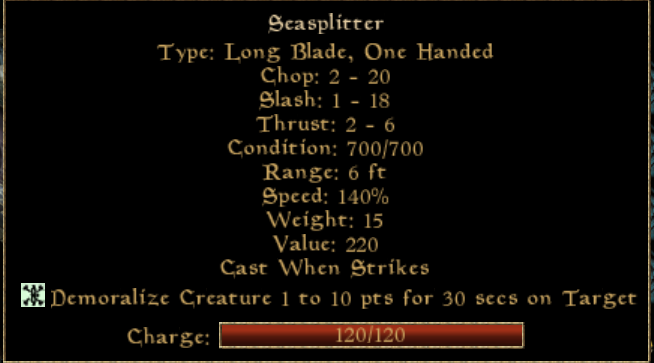 Seasplitter
Type: Long Blade, One Handed
Chop: 2 - 20
Slash: 1 - 18
Thrust: 2 - 6
Condition: 700/700
Range: 6 ft
Speed: 140%
Weight: 15
Value: 220
Cast When Strikes
Demoralize Creature 1 to 10 pts for 30 secs on Target
Charge: 120/120